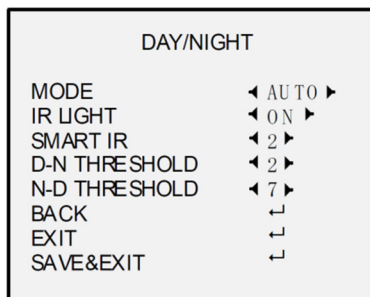 DAY/NIGHT
MODE ◄ AUTO ►
IR LIGHT ◄ ON ►
SMART IR ◄ 2 ►
D-N THRESHOLD ◄ 2 ►
N-D THRESHOLD ◄ 7 ►
BACK ↵
EXIT ↵
SAVE&EXIT ↵